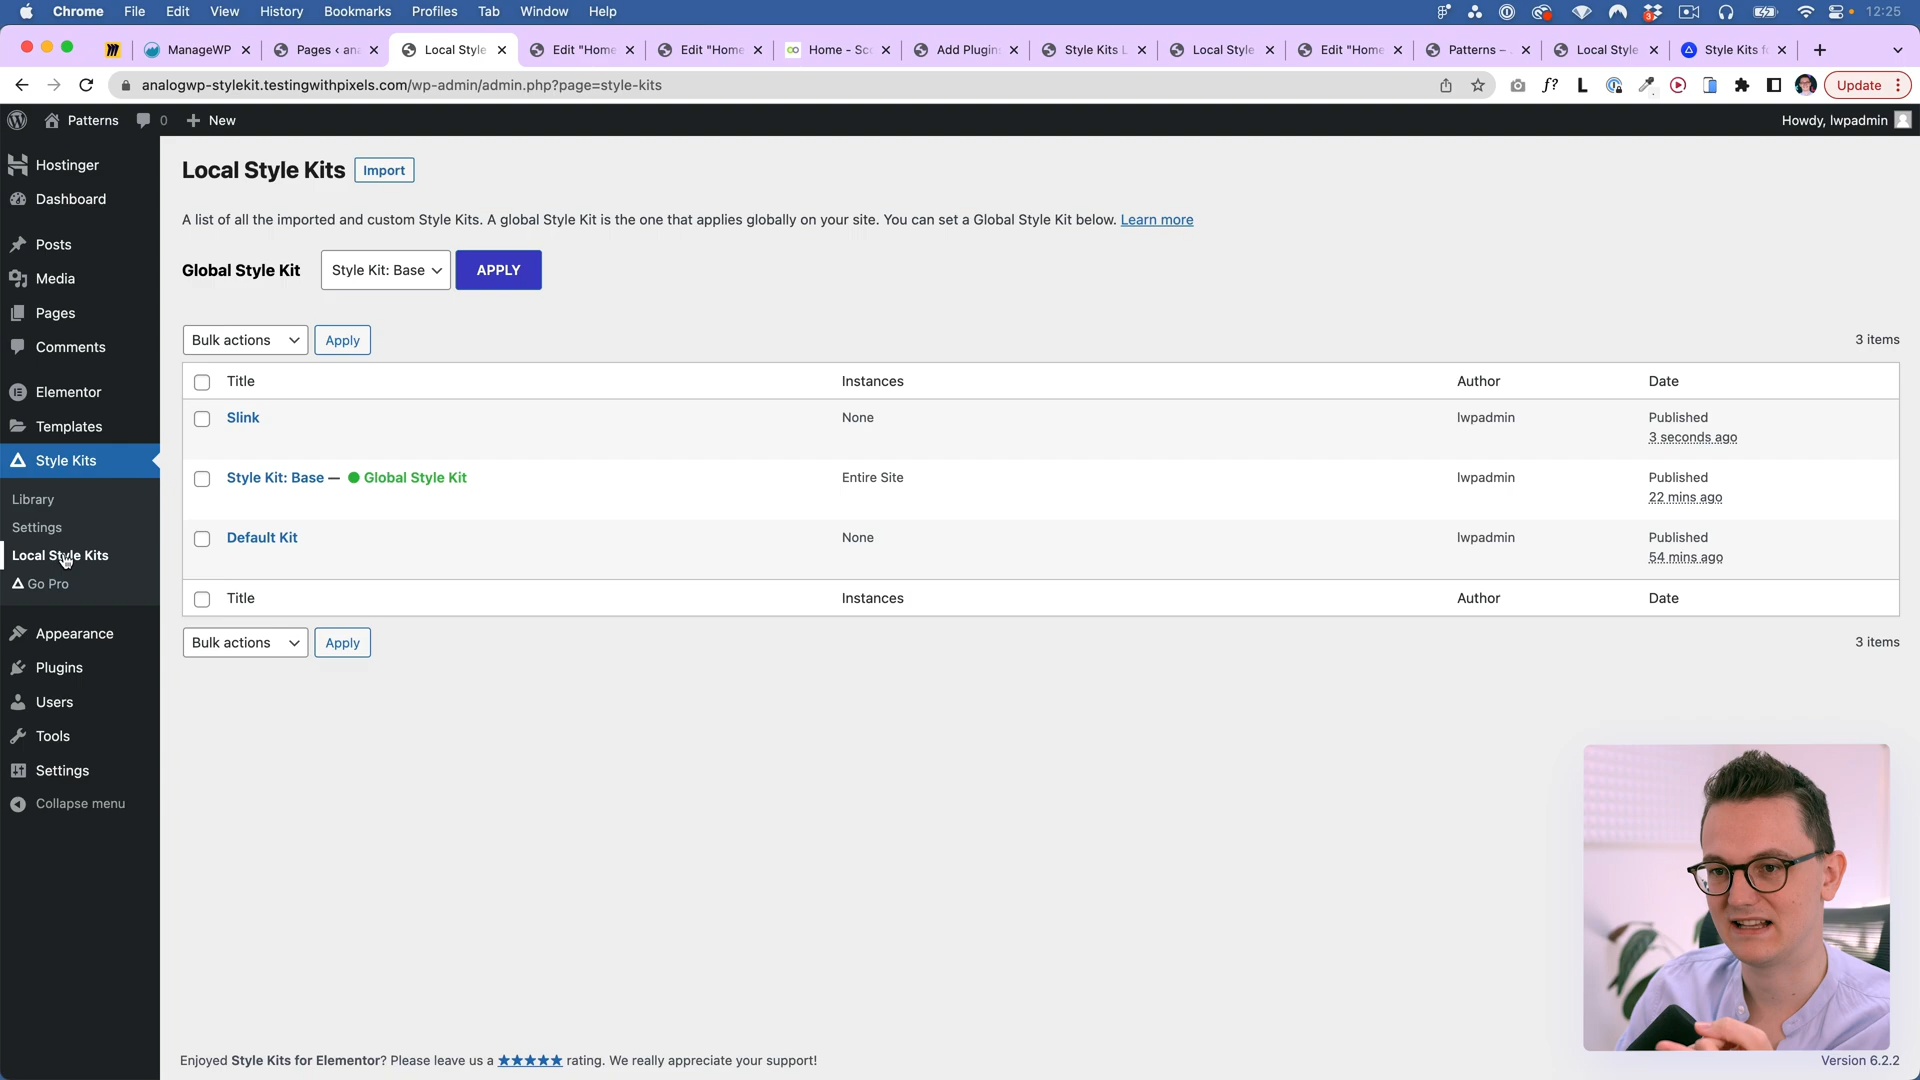 Chrome File Edit View History Bookmarks Profiles Tab Window Help 3 12:25
ManageWP Pages ‹ ana Local Style Edit "Home Edit "Home Home - Sco Add Plugin Style Kits L Local Style Edit "Home Patterns – Local Style Style Kits fo
analogwp-stylekit.testingwithpixels.com/wp-admin/admin.php?page=style-kits f? L Update
Patterns 0 New Howdy, lwpadmin
Hostinger
Dashboard
Posts
Media
Pages
Comments
Elementor
Templates
Style Kits
Library
Settings
Local Style Kits
Go Pro
Appearance
Plugins
Users
Tools
Settings
Collapse menu
Local Style Kits Import
A list of all the imported and custom Style Kits. A global Style Kit is the one that applies globally on your site. You can set a Global Style Kit below. Learn more
Global Style Kit Style Kit: Base APPLY
Bulk actions Apply 3 items
Title Instances Author Date
Slink None lwpadmin Published
3 seconds ago
Style Kit: Base — Global Style Kit Entire Site lwpadmin Published
22 mins ago
Default Kit None lwpadmin Published
54 mins ago
Title Instances Author Date
Bulk actions Apply 3 items
Enjoyed Style Kits for Elementor? Please leave us a ★★★★★ rating. We really appreciate your support! Version 6.2.2